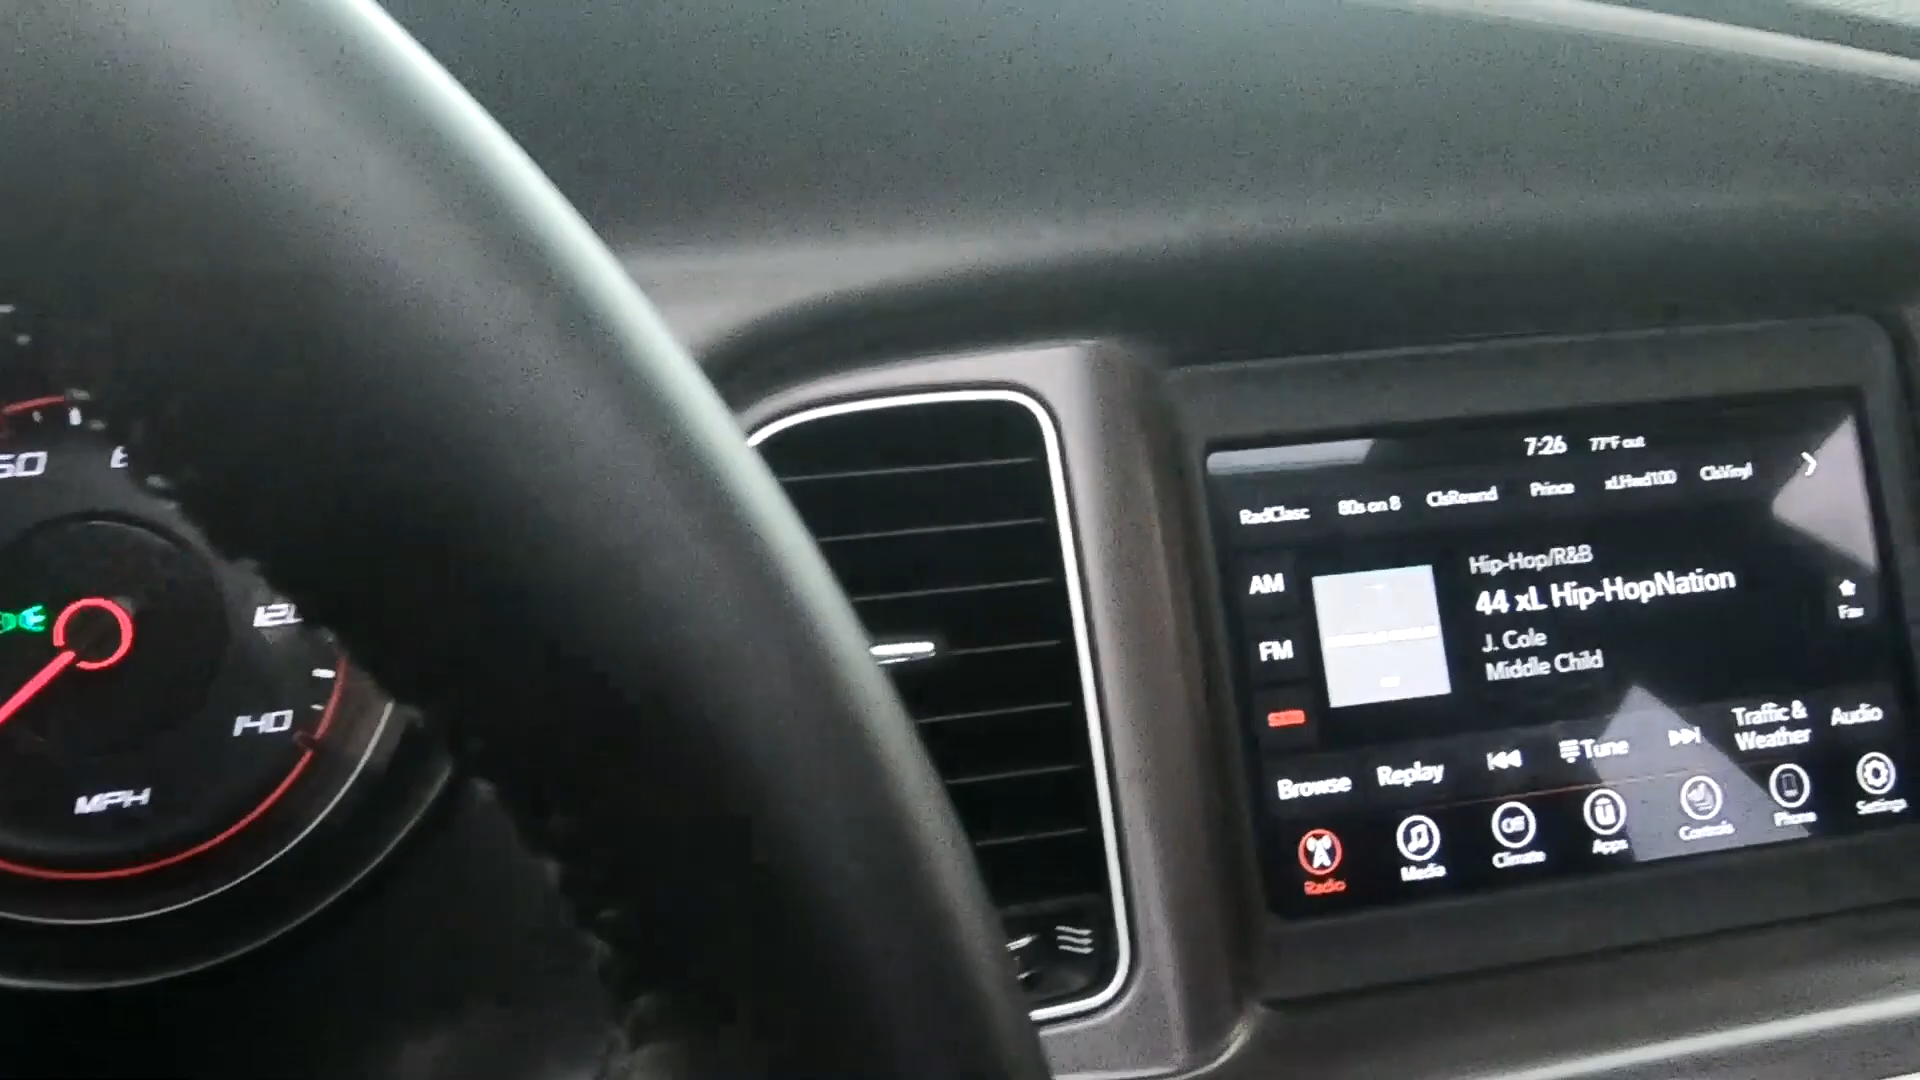 7:26 77°F out
RadClasc 80s on 8 ClsRewnd Prince xLHwd100 ClsVinyl
Hip-Hop/R&B
AM 44 xL Hip-HopNation
Fav
FM J. Cole
Middle Child
Browse Replay Tune Traffic & Weather Audio
Radio Media Off Climate Apps Controls Phone Settings
120
140
MPH